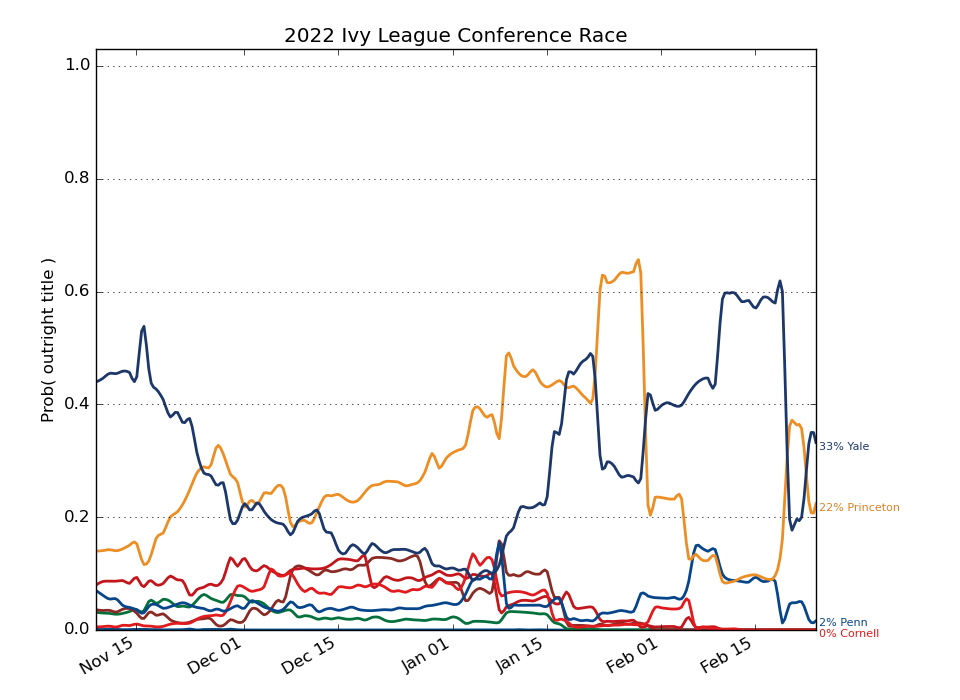 2022 Ivy League Conference Race
Prob( outright title )
1.0
0.8
0.6
0.4
0.2
0.0
Nov 15
Dec 01
Dec 15
Jan 01
Jan 15
Feb 01
Feb 15
33% Yale
22% Princeton
2% Penn
0% Cornell